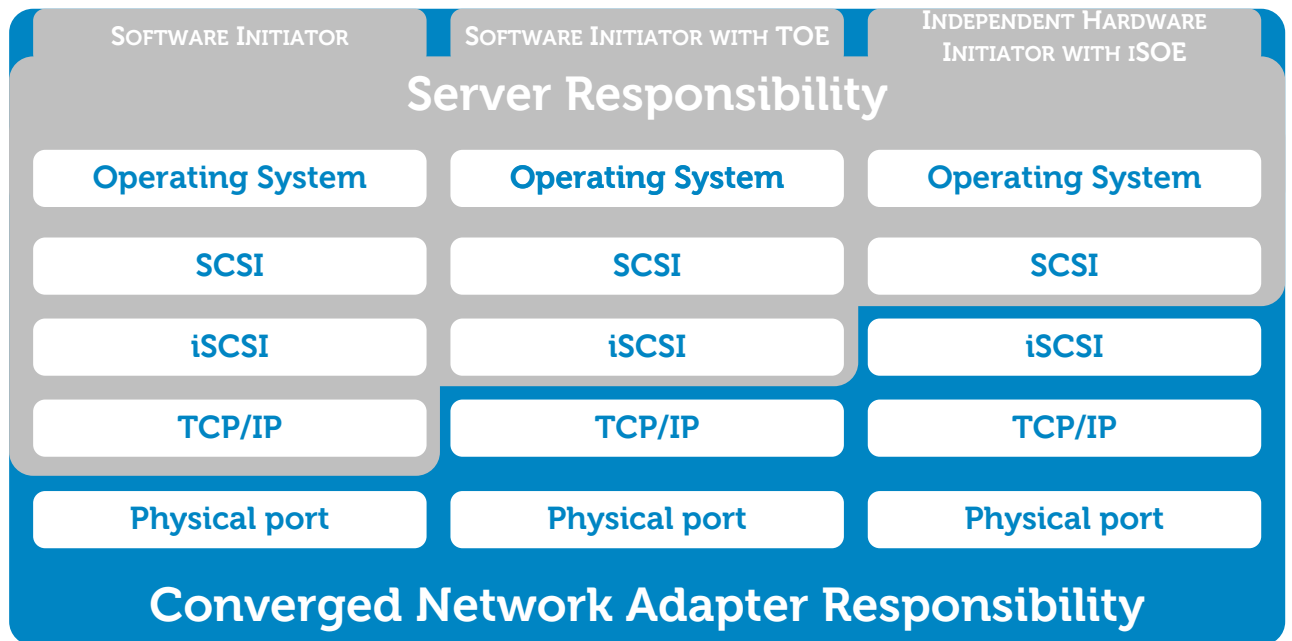 Software Initiator
Software Initiator with TOE
Independent Hardware
Initiator with iSOE
Server Responsibility
Operating System
Operating System
Operating System
SCSI
SCSI
SCSI
iSCSI
iSCSI
iSCSI
TCP/IP
TCP/IP
TCP/IP
Physical port
Physical port
Physical port
Converged Network Adapter Responsibility